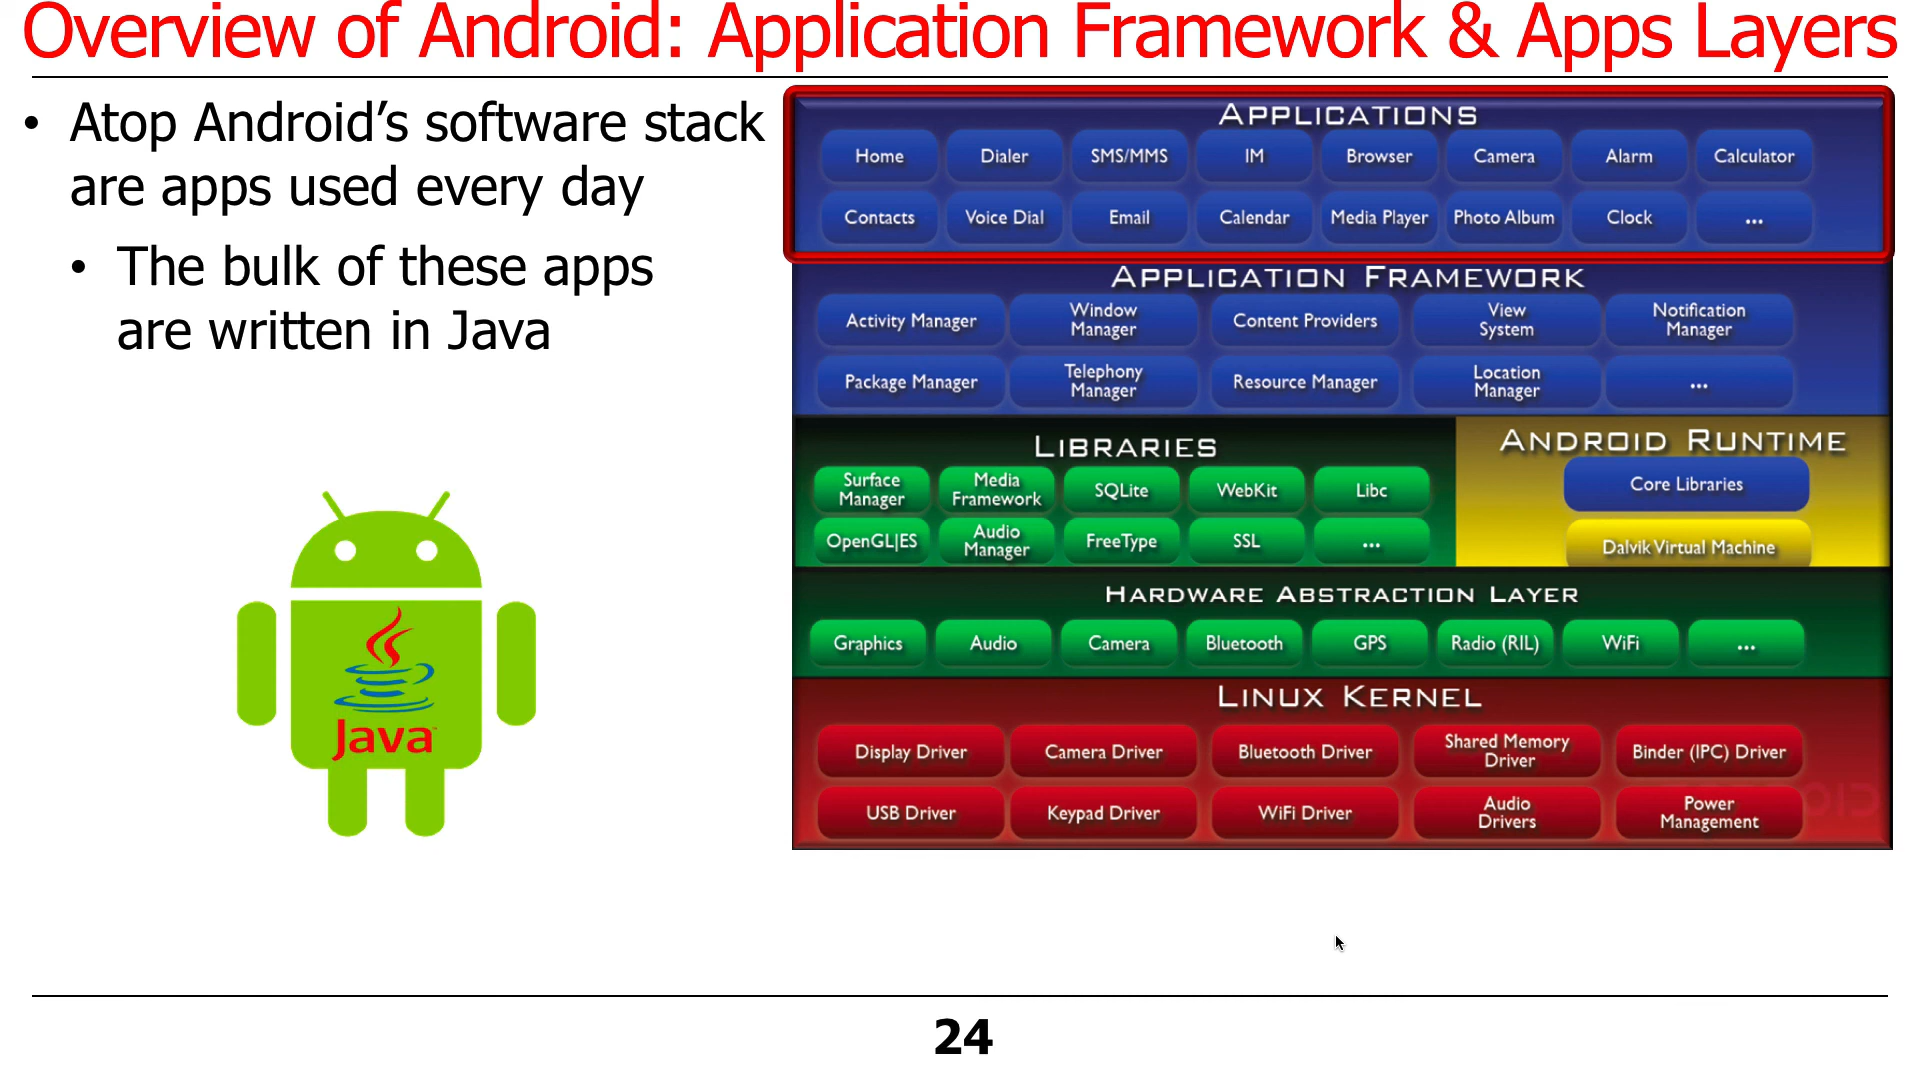 Overview of Android: Application Framework & Apps Layers
• Atop Android’s software stack
are apps used every day
• The bulk of these apps
are written in Java
Java
APPLICATIONS
Home Dialer SMS/MMS IM Browser Camera Alarm Calculator
Contacts Voice Dial Email Calendar Media Player Photo Album Clock ...
APPLICATION FRAMEWORK
Activity Manager Window Manager Content Providers View System Notification Manager
Package Manager Telephony Manager Resource Manager Location Manager ...
LIBRARIES
Surface Manager Media Framework SQLite WebKit Libc
OpenGL|ES Audio Manager FreeType SSL ...
ANDROID RUNTIME
Core Libraries
Dalvik Virtual Machine
HARDWARE ABSTRACTION LAYER
Graphics Audio Camera Bluetooth GPS Radio (RIL) WiFi ...
LINUX KERNEL
Display Driver Camera Driver Bluetooth Driver Shared Memory Driver Binder (IPC) Driver
USB Driver Keypad Driver WiFi Driver Audio Drivers Power Management
24